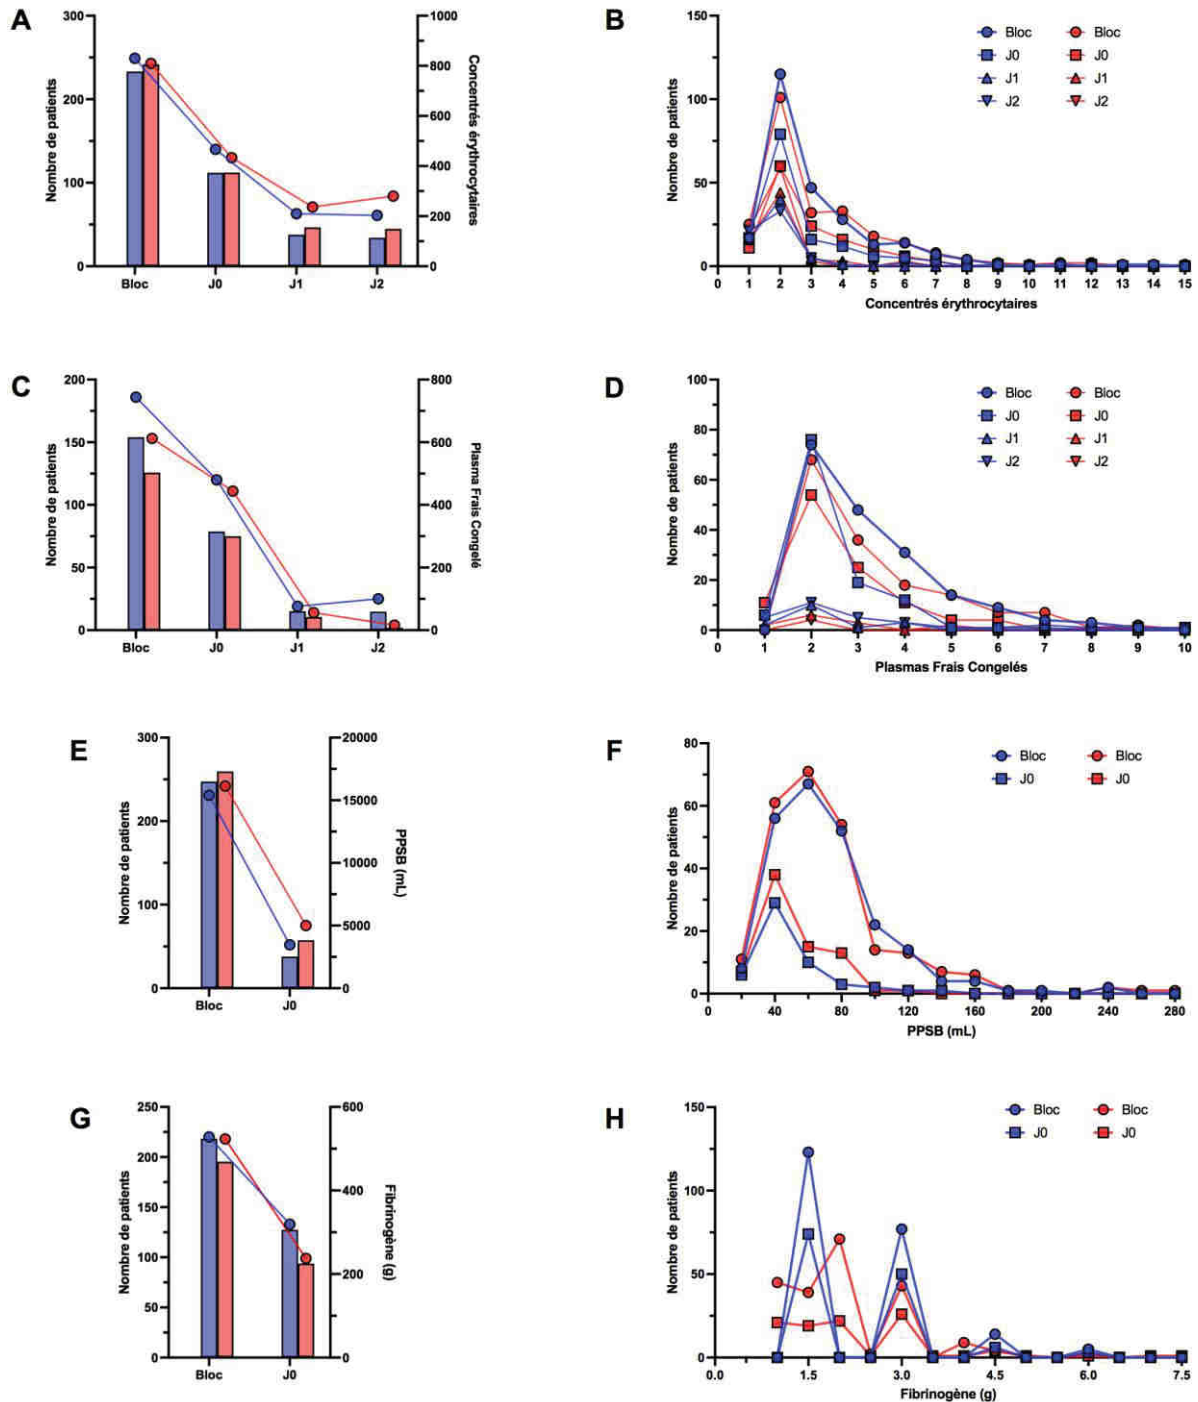 A
Nombre de patients
300
200
100
0
Bloc
J0
J1
J2
1000
800
600
400
200
0
Concentrés érythrocytaires
B
Nombre de patients
150
100
50
0
Bloc
J0
J1
J2
Bloc
J0
J1
J2
0 1 2 3 4 5 6 7 8 9 10 11 12 13 14 15
Concentrés érythrocytaires
C
Nombre de patients
200
150
100
50
0
Bloc
J0
J1
J2
800
600
400
200
0
Plasma Frais Congelé
D
Nombre de patients
100
80
60
40
20
0
Bloc
J0
J1
J2
Bloc
J0
J1
J2
0 1 2 3 4 5 6 7 8 9 10
Plasmas Frais Congelés
E
Nombre de patients
300
200
100
0
Bloc
J0
20000
15000
10000
5000
0
PPSB (mL)
F
Nombre de patients
80
60
40
20
0
Bloc
J0
Bloc
J0
0 40 80 120 160 200 240 280
PPSB (mL)
G
Nombre de patients
250
200
150
100
50
0
Bloc
J0
600
400
200
0
Fibrinogène (g)
H
Nombre de patients
150
100
50
0
Bloc
J0
Bloc
J0
0.0 1.5 3.0 4.5 6.0 7.5
Fibrinogène (g)